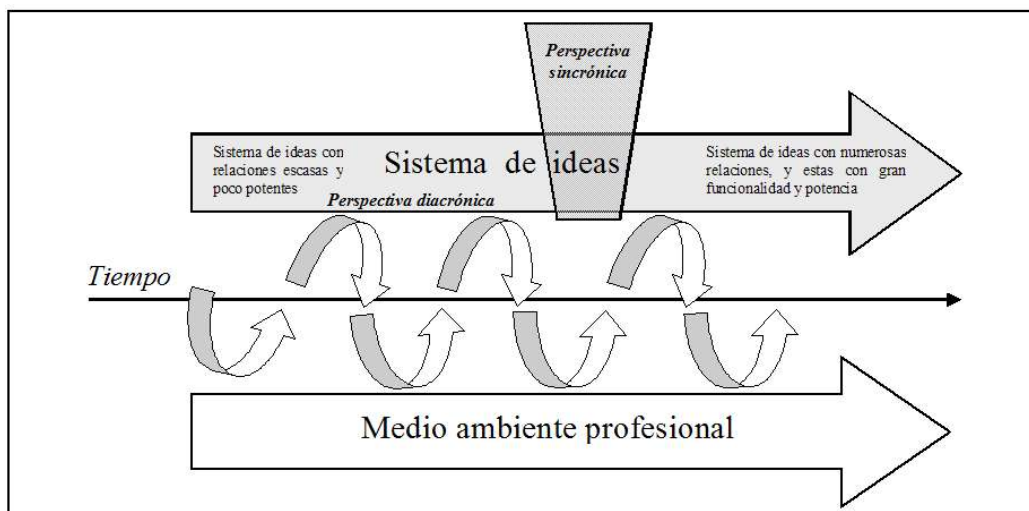 Perspectiva
sincrónica
Sistema de ideas con
relaciones escasas y
poco potentes
Sistema de ideas
Sistema de ideas con numerosas
relaciones, y estas con gran
funcionalidad y potencia
Perspectiva diacrónica
Tiempo
Medio ambiente profesional